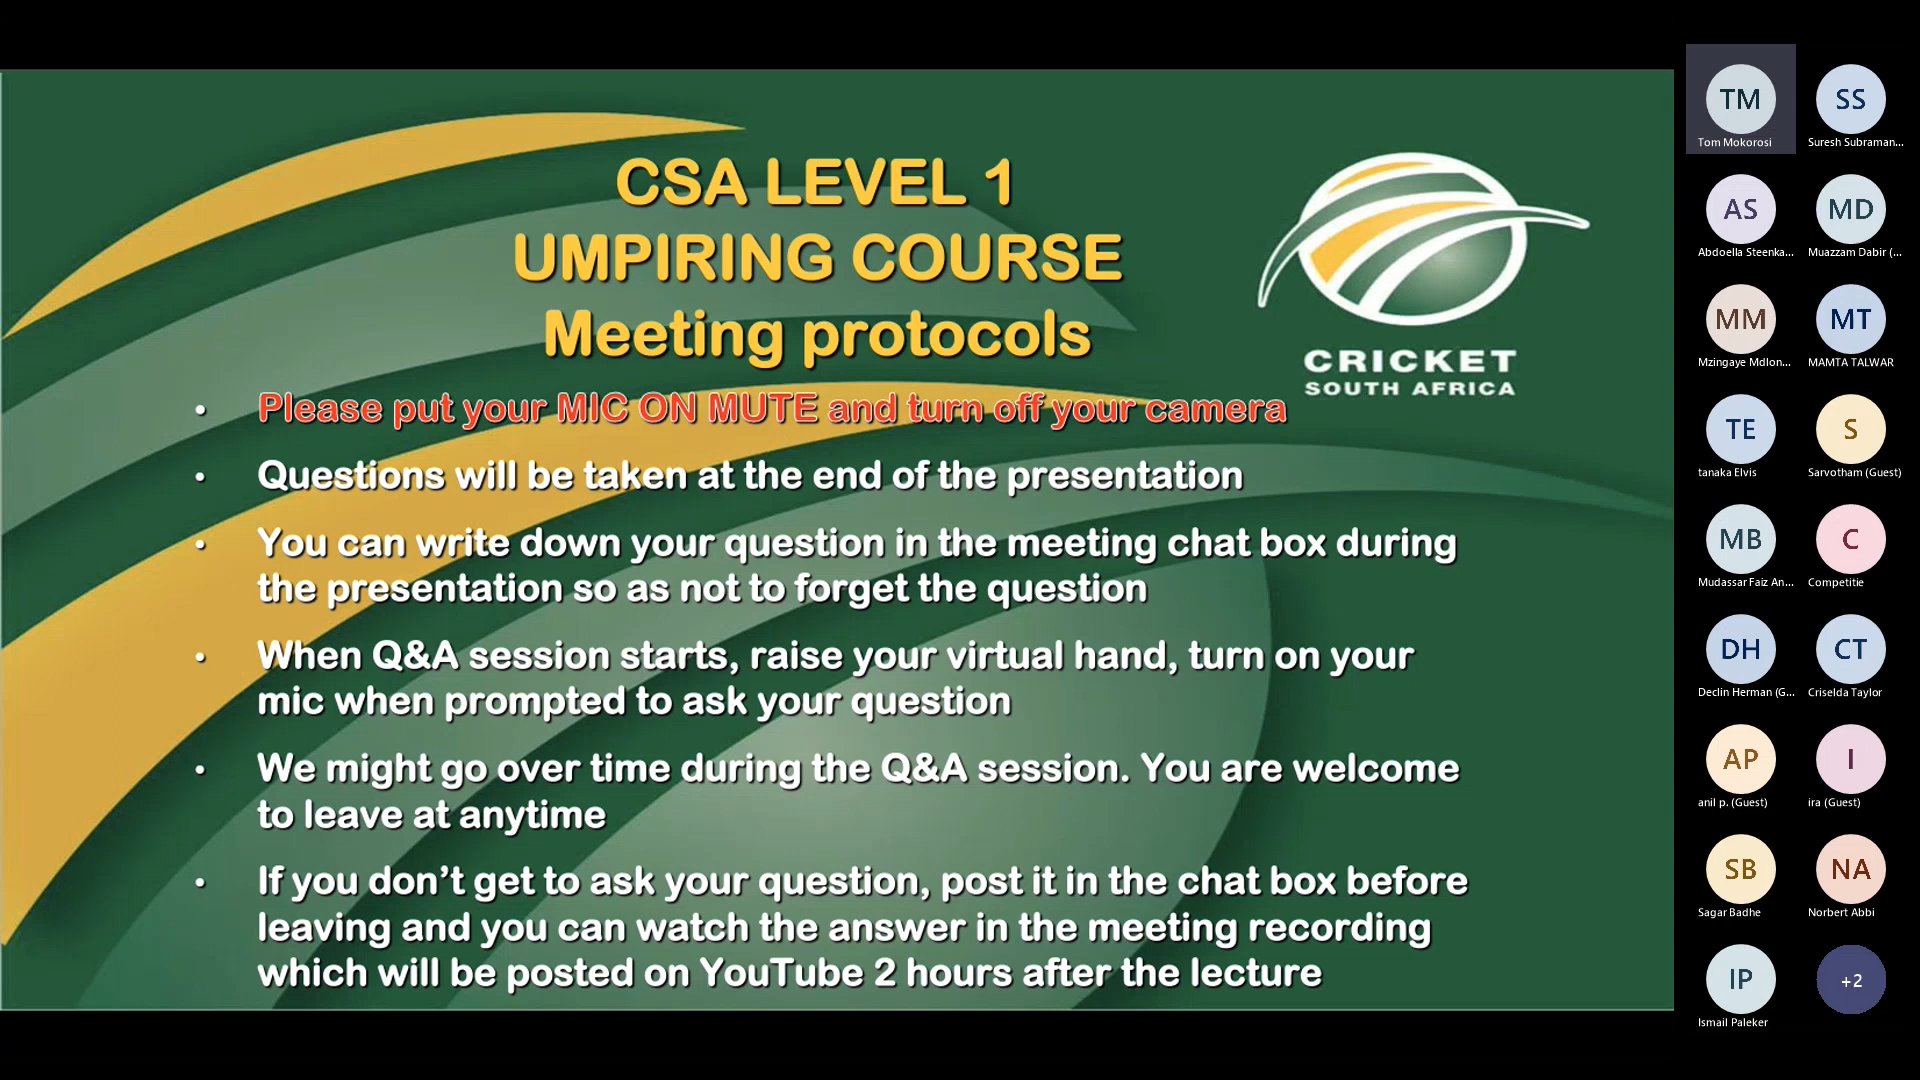 CSA LEVEL 1
UMPIRING COURSE
Meeting protocols
CRICKET
SOUTH AFRICA
• Please put your MIC ON MUTE and turn off your camera
• Questions will be taken at the end of the presentation
• You can write down your question in the meeting chat box during
the presentation so as not to forget the question
• When Q&A session starts, raise your virtual hand, turn on your
mic when prompted to ask your question
• We might go over time during the Q&A session. You are welcome
to leave at anytime
• If you don't get to ask your question, post it in the chat box before
leaving and you can watch the answer in the meeting recording
which will be posted on YouTube 2 hours after the lecture
TM
Tom Mokorosi
SS
Suresh Subraman...
AS
Abdoella Steenka...
MD
Muazzam Dabir (...
MM
Mzingaye Mdlon...
MT
MAMTA TALWAR
TE
tanaka Elvis
S
Sarvotham (Guest)
MB
Mudassar Faiz An...
C
Competitie
DH
Declin Herman (G...
CT
Criselda Taylor
AP
anil p. (Guest)
I
ira (Guest)
SB
Sagar Badhe
NA
Norbert Abbi
IP
Ismail Paleker
+2